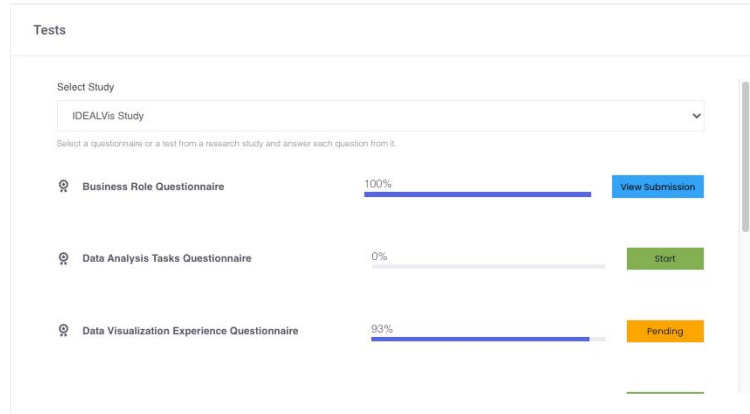 Tests
Select Study
IDEALVis Study
Select a questionnaire or a test from a research study and answer each question from it.
Business Role Questionnaire
100%
View Submission
Data Analysis Tasks Questionnaire
0%
Start
Data Visualization Experience Questionnaire
93%
Pending